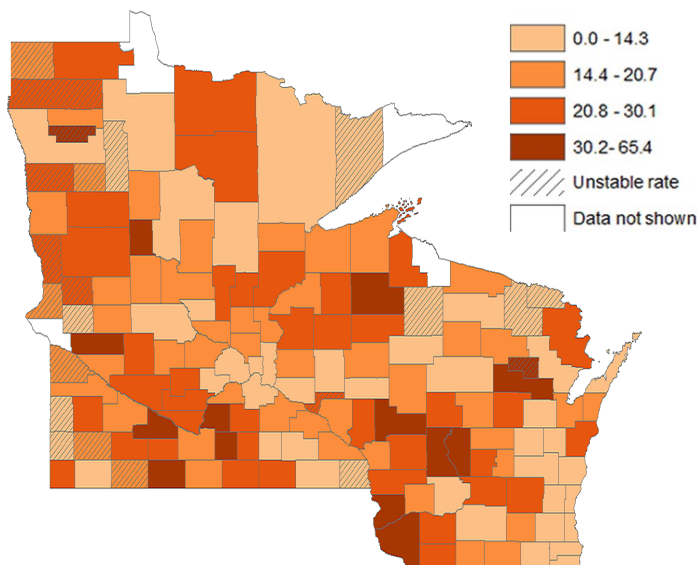 0.0 - 14.3
14.4 - 20.7
20.8 - 30.1
30.2- 65.4
Unstable rate
Data not shown